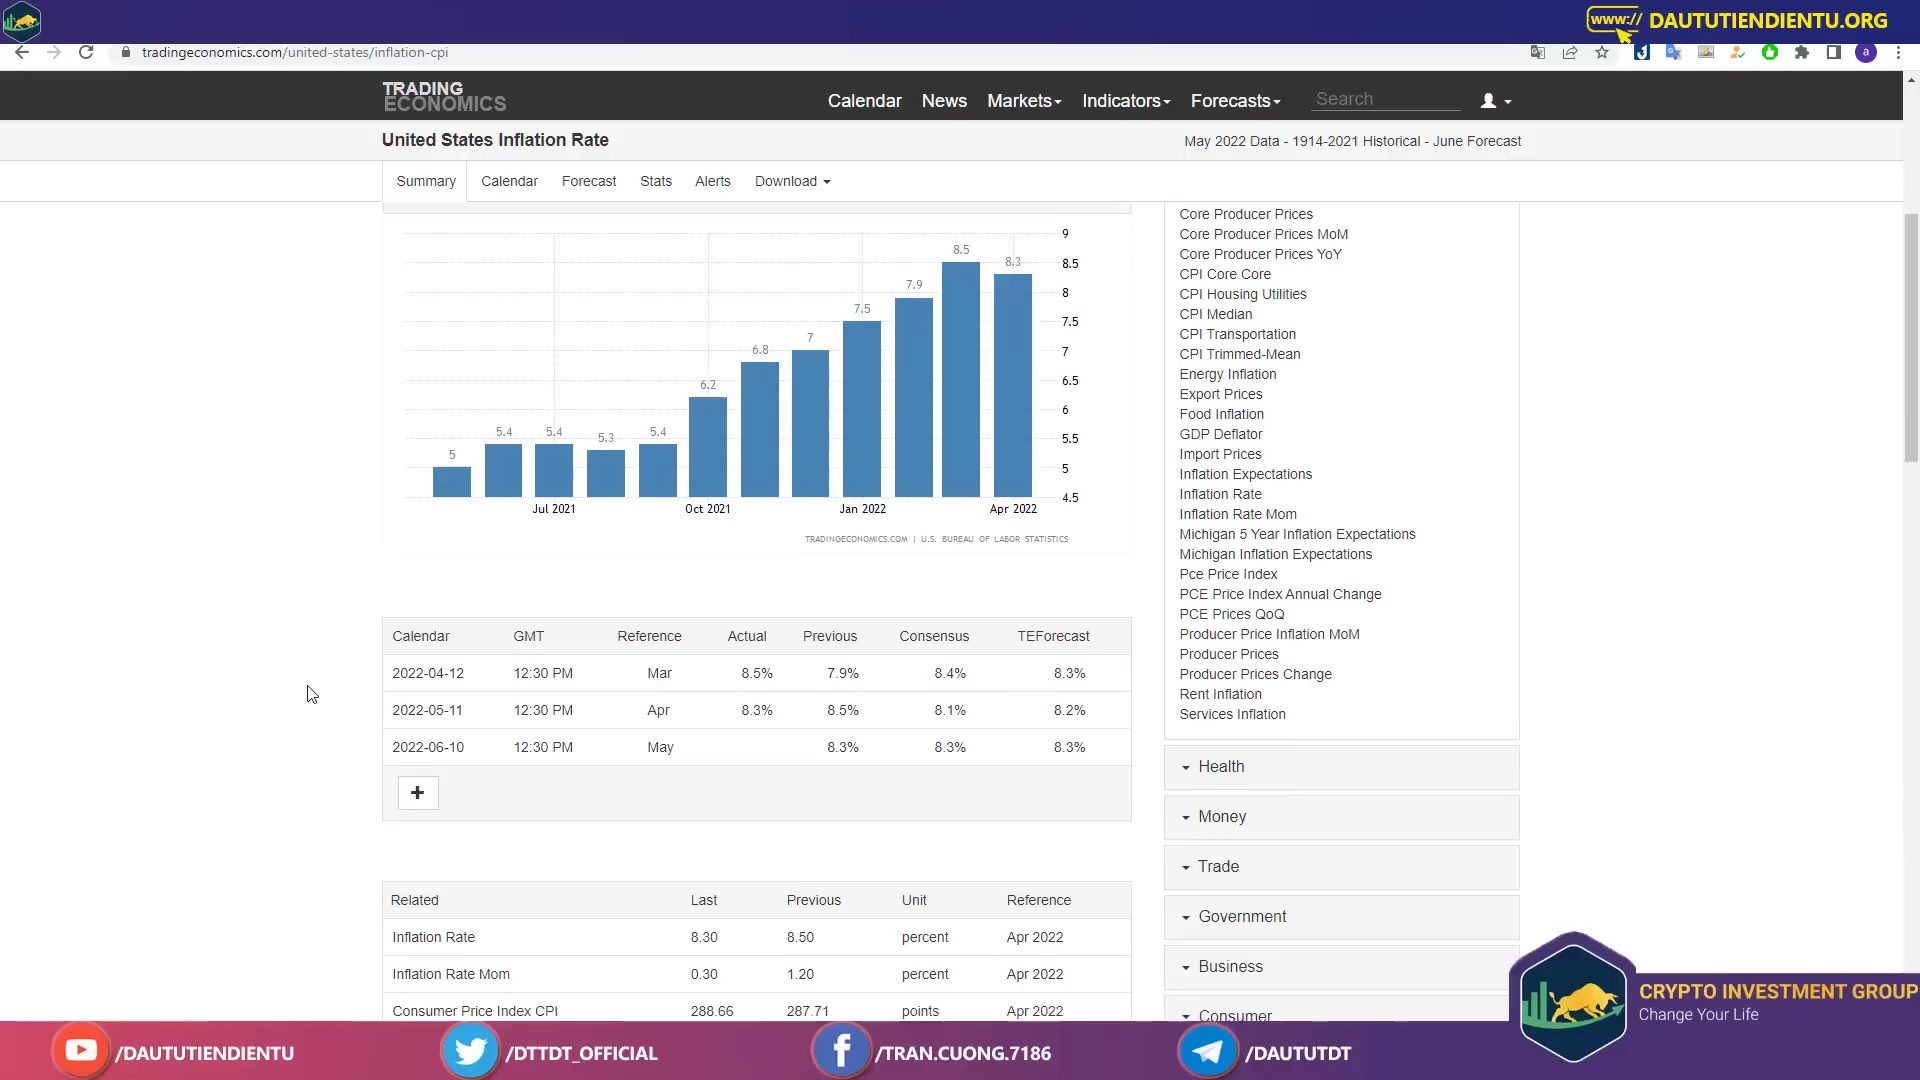 www:// DAUTUTIENDIENTU.ORG
tradingeconomics.com/united-states/inflation-cpi
a
TRADING
ECONOMICS
Calendar News Markets Indicators Forecasts Search
United States Inflation Rate
May 2022 Data - 1914-2021 Historical - June Forecast
Summary Calendar Forecast Stats Alerts Download
9
8.5
8
7.5
7
6.5
6
5.5
5
4.5
5 5.4 5.4 5.3 5.4 6.2 6.8 7 7.5 7.9 8.5 8.3
Jul 2021 Oct 2021 Jan 2022 Apr 2022
TRADINGECONOMICS.COM | U.S. BUREAU OF LABOR STATISTICS
Calendar GMT Reference Actual Previous Consensus TEForecast
2022-04-12 12:30 PM Mar 8.5% 7.9% 8.4% 8.3%
2022-05-11 12:30 PM Apr 8.3% 8.5% 8.1% 8.2%
2022-06-10 12:30 PM May 8.3% 8.3% 8.3%
+
Related Last Previous Unit Reference
Inflation Rate 8.30 8.50 percent Apr 2022
Inflation Rate Mom 0.30 1.20 percent Apr 2022
Consumer Price Index CPI 288.66 287.71 points Apr 2022
Core Producer Prices
Core Producer Prices MoM
Core Producer Prices YoY
CPI Core Core
CPI Housing Utilities
CPI Median
CPI Transportation
CPI Trimmed-Mean
Energy Inflation
Export Prices
Food Inflation
GDP Deflator
Import Prices
Inflation Expectations
Inflation Rate
Inflation Rate Mom
Michigan 5 Year Inflation Expectations
Michigan Inflation Expectations
Pce Price Index
PCE Price Index Annual Change
PCE Prices QoQ
Producer Price Inflation MoM
Producer Prices
Producer Prices Change
Rent Inflation
Services Inflation
Health
Money
Trade
Government
Business
Consumer
CRYPTO INVESTMENT GROUP
Change Your Life
/DAUTUTIENDIENTU /DTTDT_OFFICIAL /TRAN.CUONG.7186 /DAUTUTDT